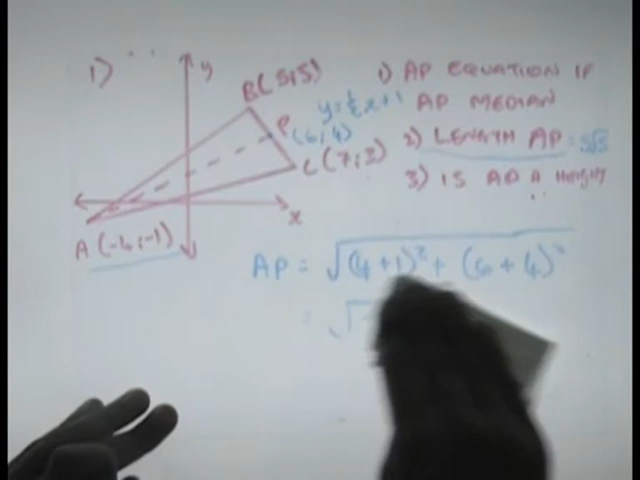 1)
y
B(5;5)
1) AP EQUATION IF
y=½x+1
AP MEDIAN
P(6;4)
2) LENGTH AP = 5√5
C(7;3)
3) IS AP A HEIGHT
x
A(-4;-1)
AP = √(4+1)² + (6+4)²
= √